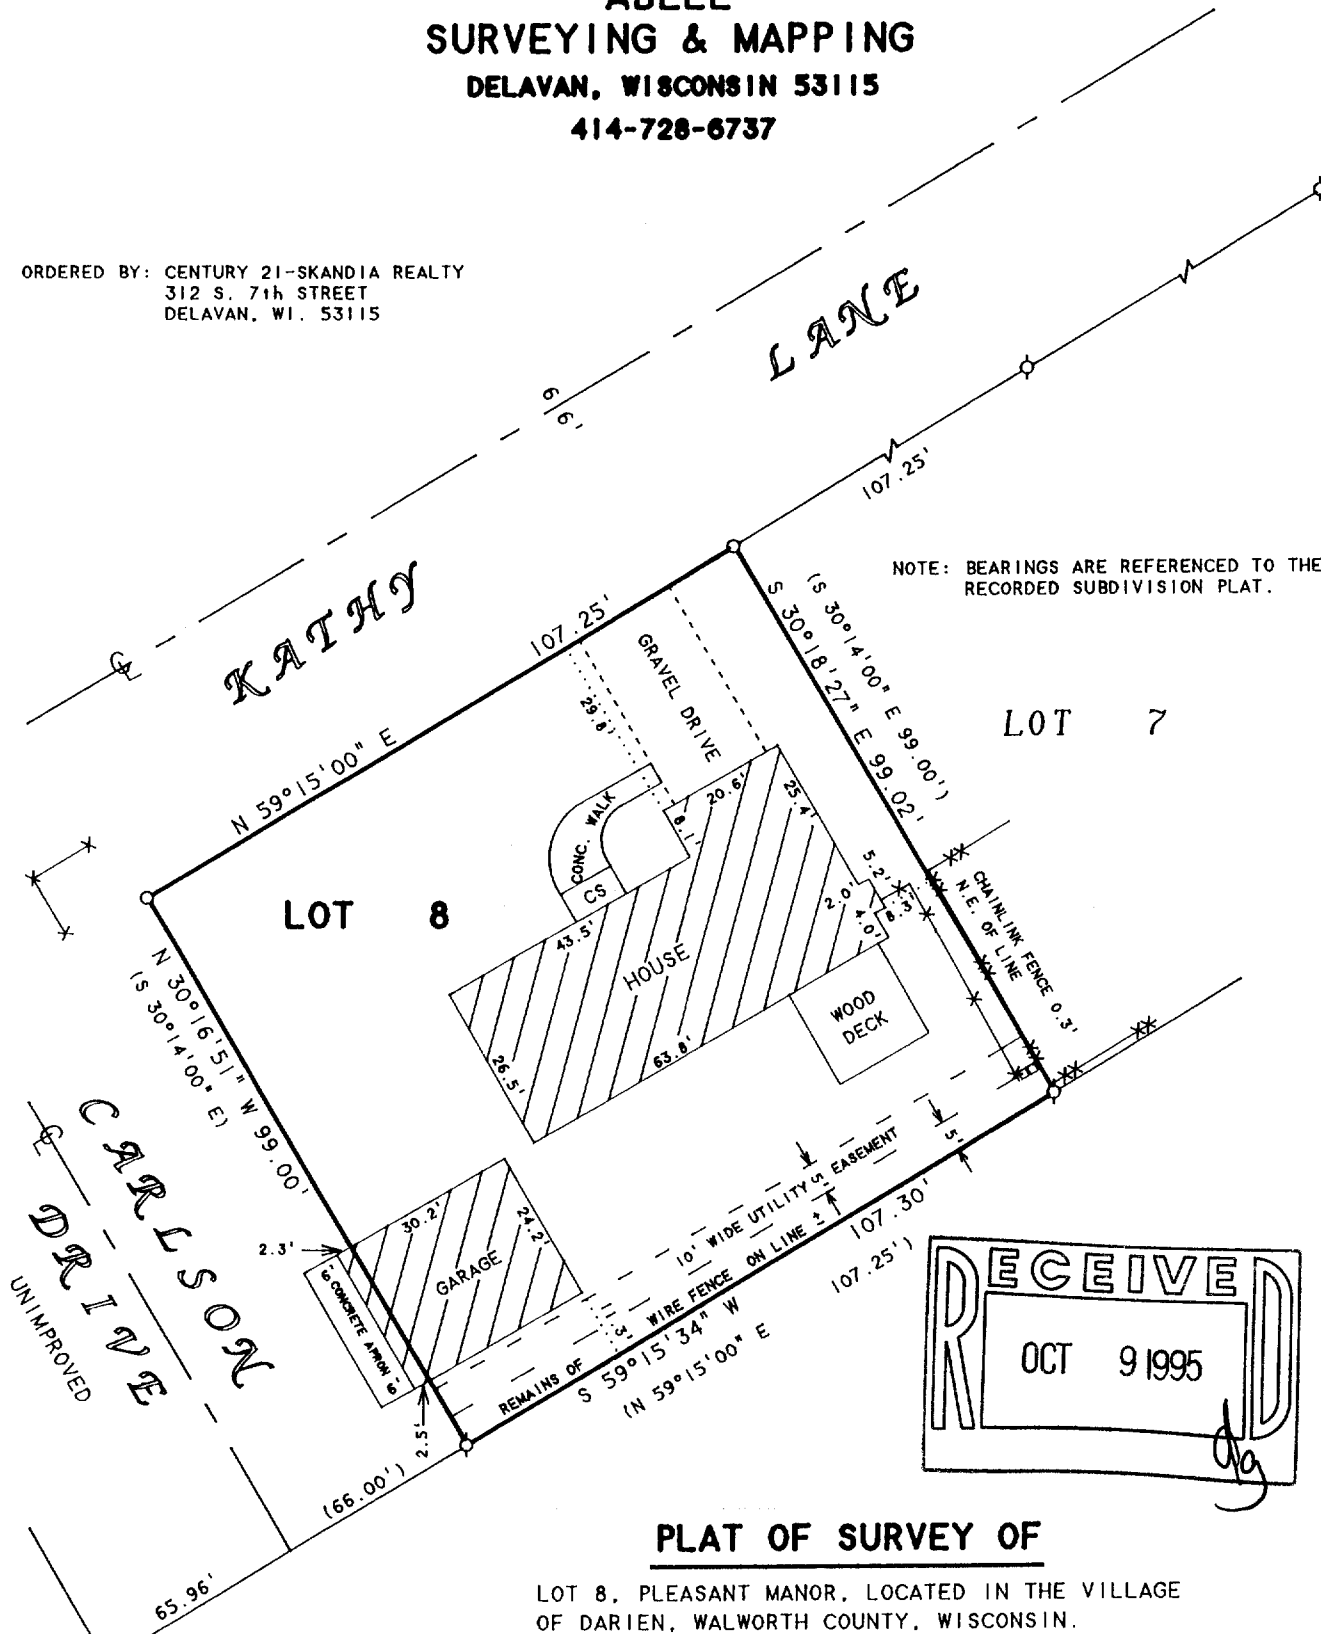 SURVEYING & MAPPING
DELAVAN, WISCONSIN 53115
414-728-6737
ORDERED BY: CENTURY 21-SKANDIA REALTY
312 S. 7th STREET
DELAVAN, WI. 53115
KATHY LANE
66'
107.25'
NOTE: BEARINGS ARE REFERENCED TO THE
RECORDED SUBDIVISION PLAT.
LOT 7
N 59°15'00" E
107.25'
S 30°18'27" E 99.02'
(S 30°14'00" E 99.00')
GRAVEL DRIVE
29.8'
CONC. WALK
CS
20.6'
25.4'
8.1'
LOT 8
43.5'
HOUSE
5.2'
2.0'
4.0'
8.3'
CHAINLINK FENCE 0.3'
N.E. OF LINE
26.5'
63.8'
WOOD
DECK
N 30°16'51" W 99.00'
(S 30°14'00" E)
CARLSON
DRIVE
UNIMPROVED
30.2'
24.2'
GARAGE
2.3'
6' CONCRETE APRON 6'
2.5'
3'
10' WIDE UTILITY EASEMENT
5'
5'
REMAINS OF WIRE FENCE ON LINE ±
S 59°15'34" W
107.30'
(N 59°15'00" E
107.25')
(66.00')
65.96'
RECEIVED
OCT 9 1995
PLAT OF SURVEY OF
LOT 8, PLEASANT MANOR, LOCATED IN THE VILLAGE
OF DARIEN, WALWORTH COUNTY, WISCONSIN.